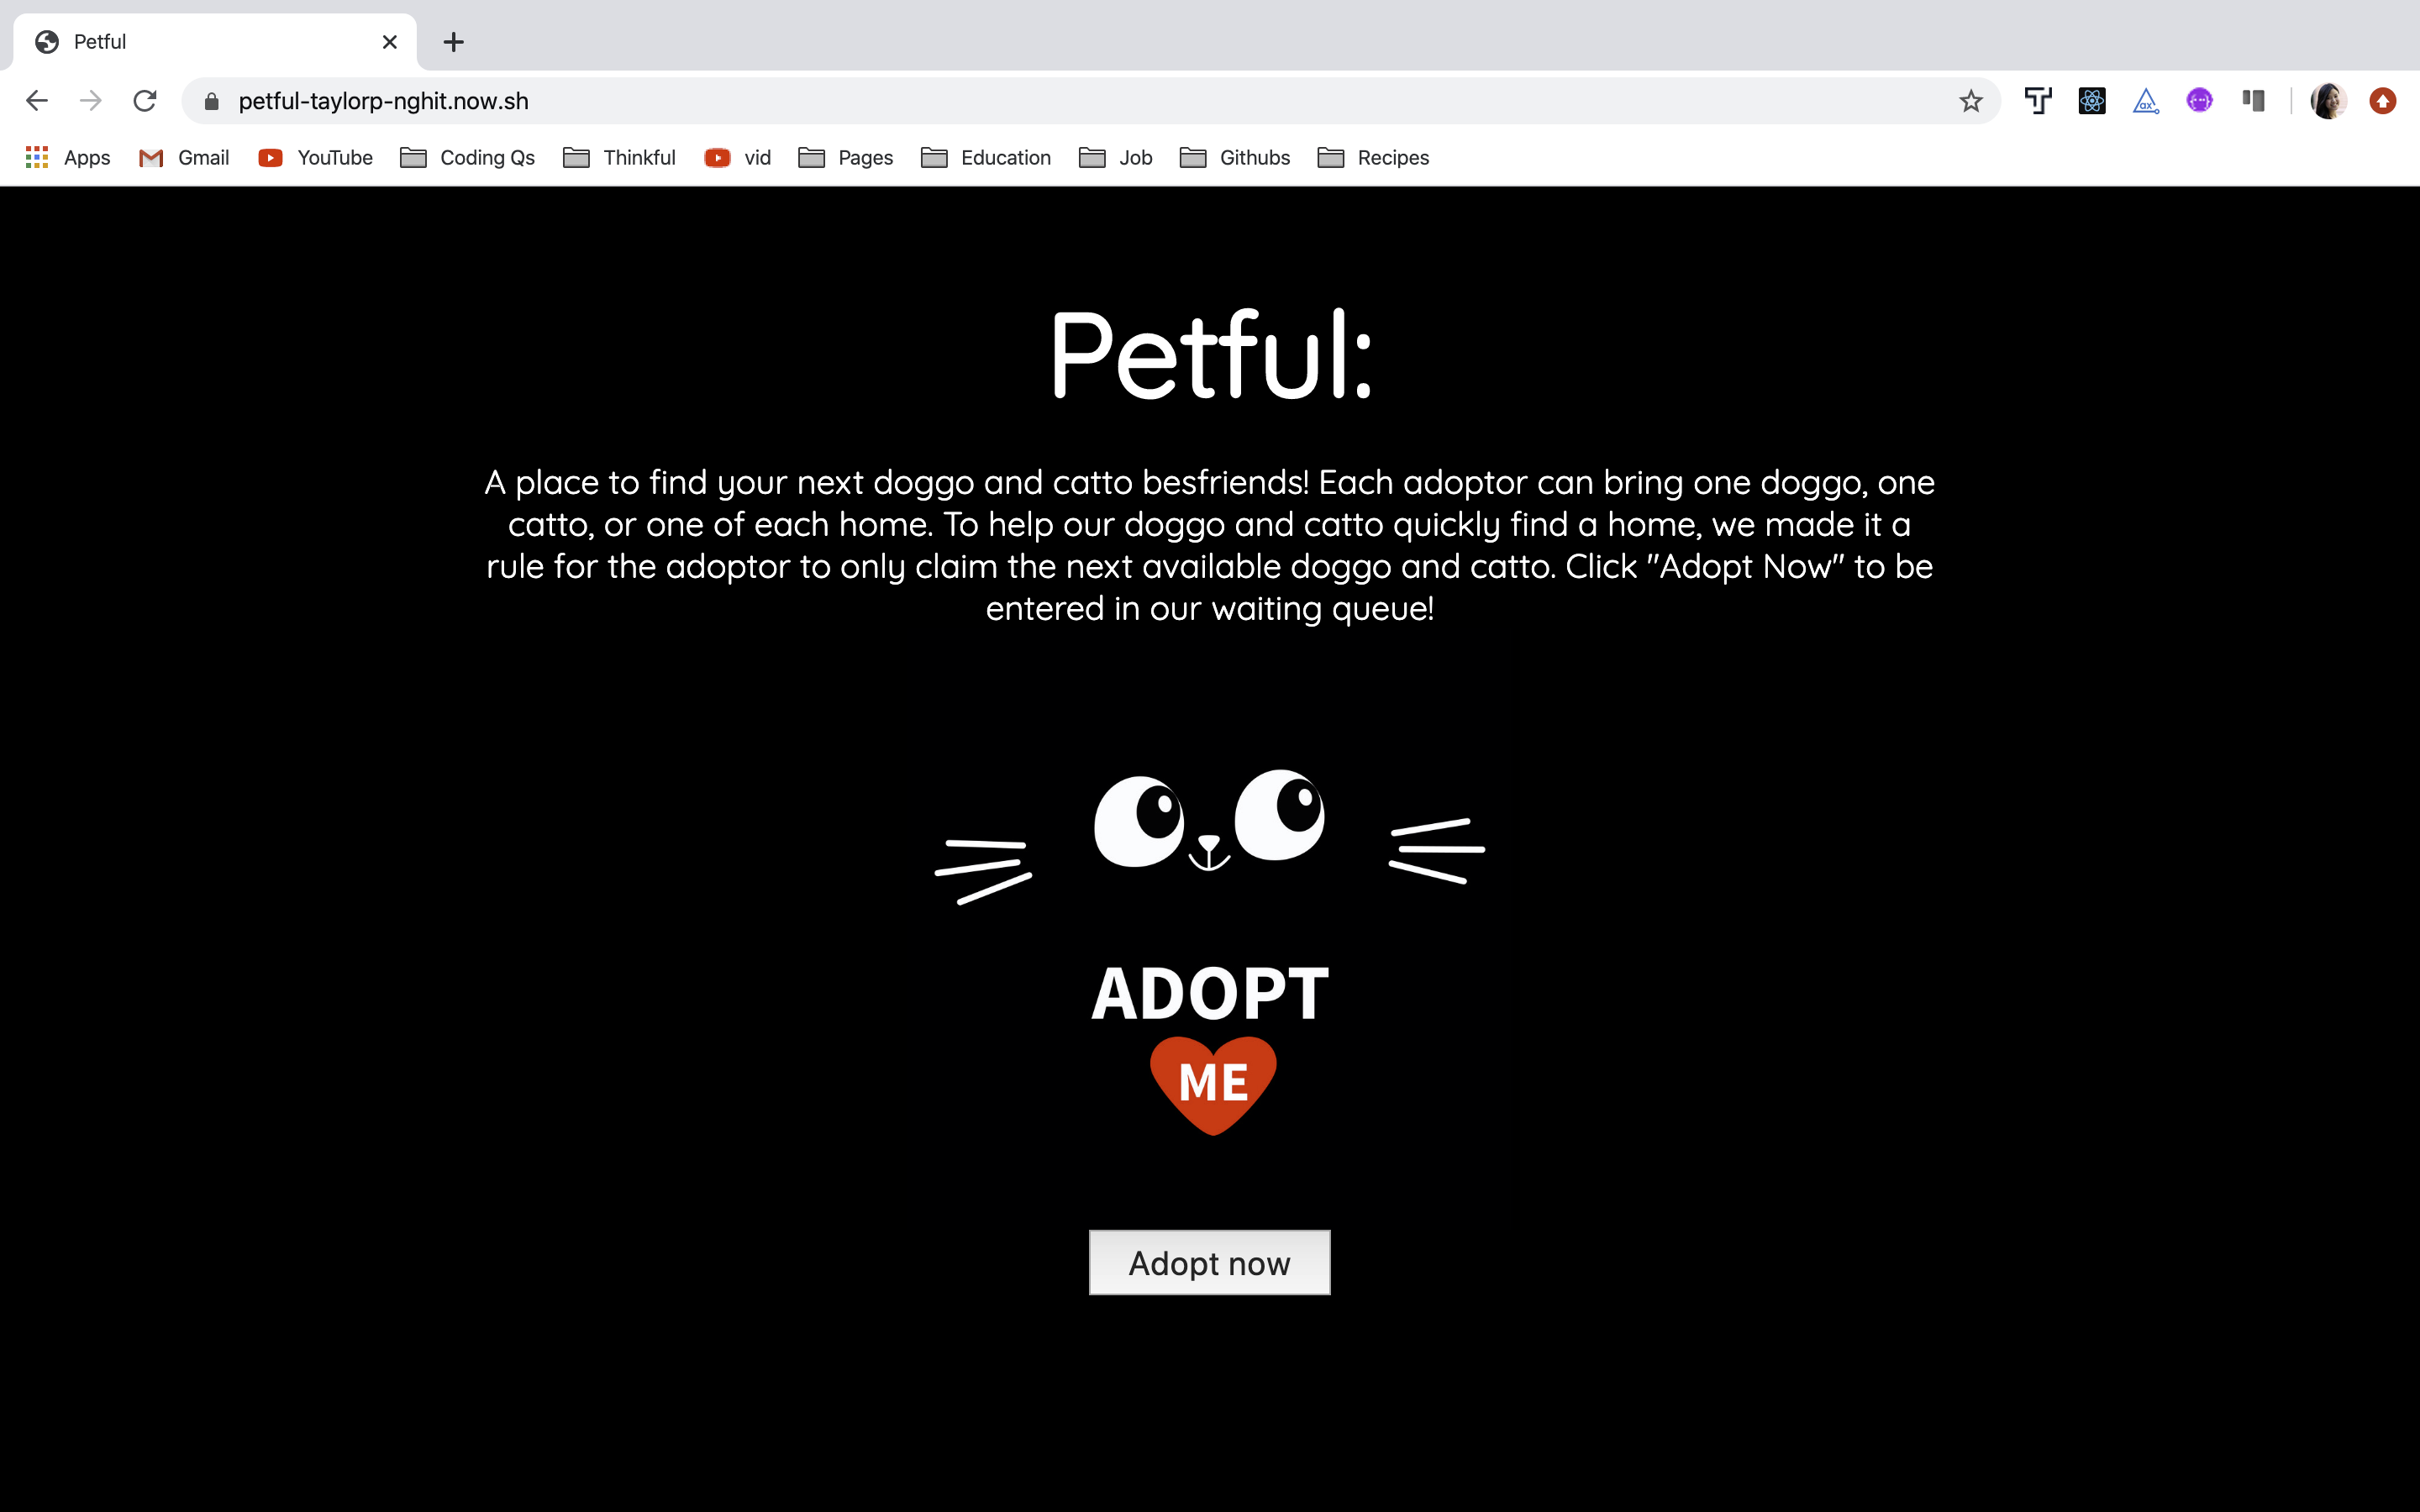 Petful
petful-taylorp-nghit.now.sh
Apps Gmail YouTube Coding Qs Thinkful vid Pages Education Job Githubs Recipes
Petful:
A place to find your next doggo and catto besfriends! Each adoptor can bring one doggo, one
catto, or one of each home. To help our doggo and catto quickly find a home, we made it a
rule for the adoptor to only claim the next available doggo and catto. Click "Adopt Now" to be
entered in our waiting queue!
ADOPT
ME
Adopt now